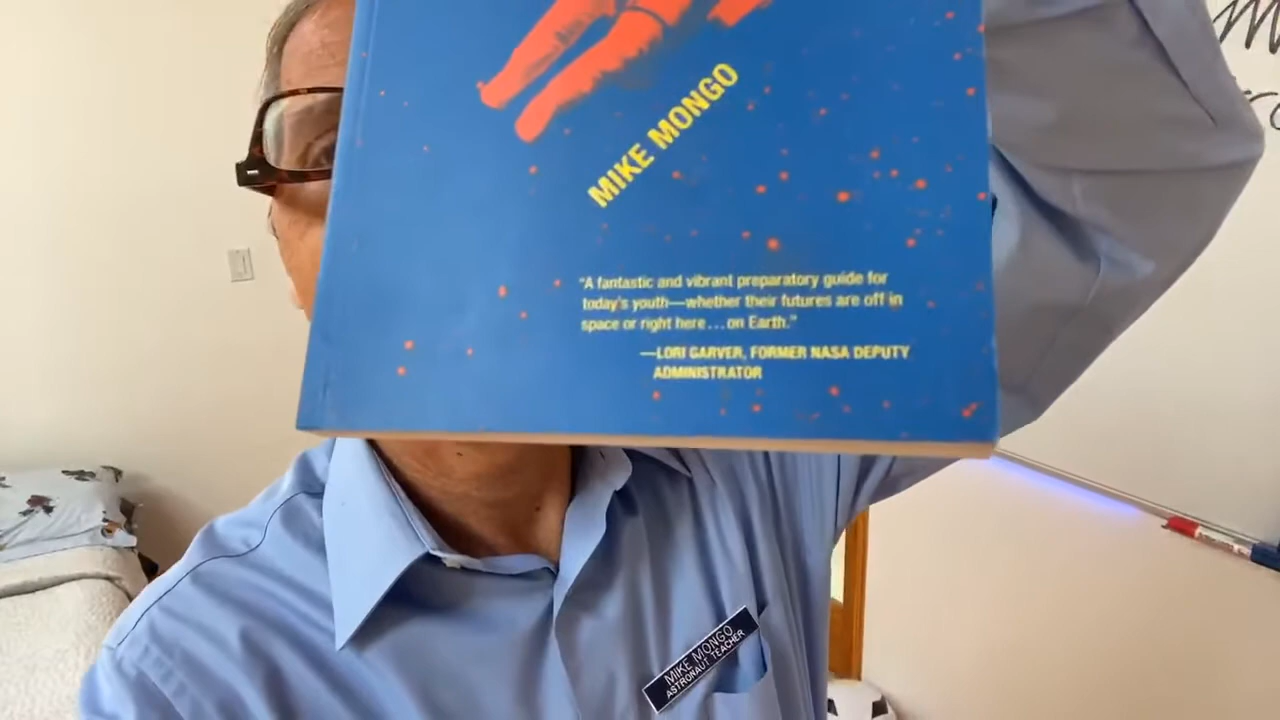 MIKE MONGO
“A fantastic and vibrant preparatory guide for
today’s youth—whether their futures are off in
space or right here...on Earth.”
—LORI GARVER, FORMER NASA DEPUTY
ADMINISTRATOR
MIKE MONGO
ASTRONAUT TEACHER